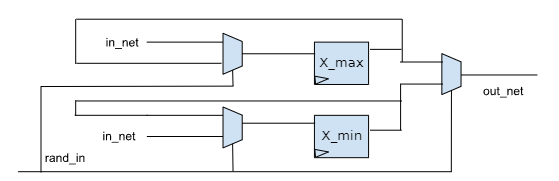 in_net
X_max
out_net
X_min
in_net
rand_in